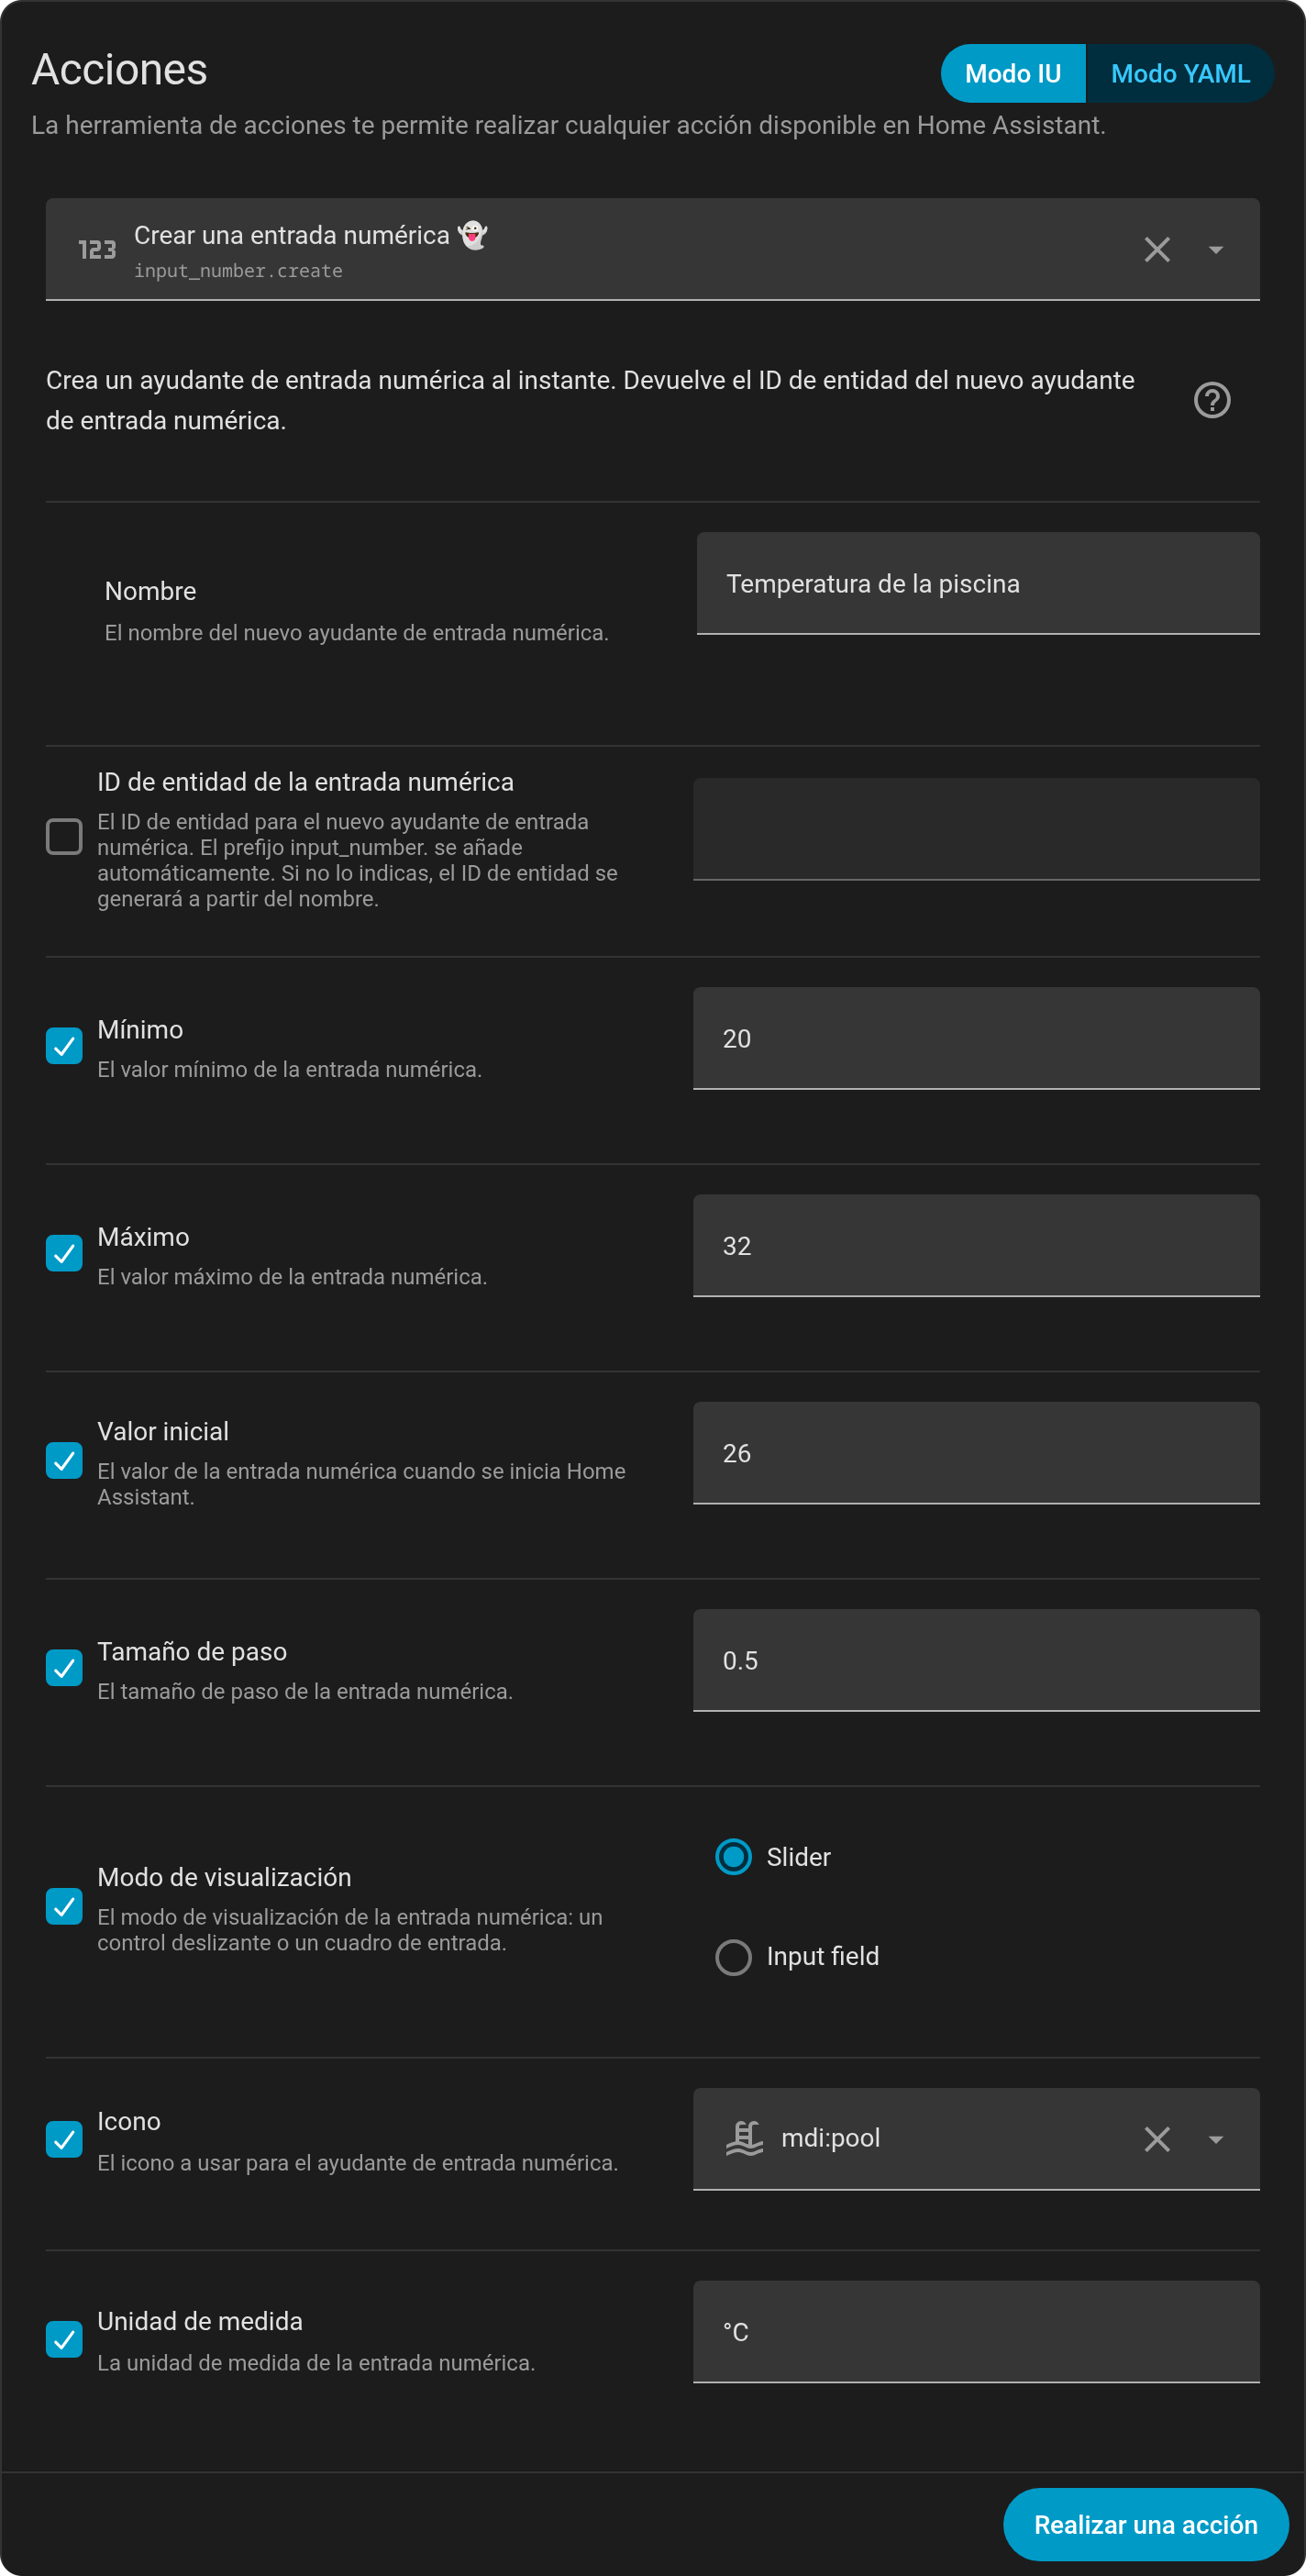 Acciones
Modo IU
Modo YAML
La herramienta de acciones te permite realizar cualquier acción disponible en Home Assistant.
123
Crear una entrada numérica 👻
input_number.create
Crea un ayudante de entrada numérica al instante. Devuelve el ID de entidad del nuevo ayudante
de entrada numérica.
Nombre
El nombre del nuevo ayudante de entrada numérica.
Temperatura de la piscina
ID de entidad de la entrada numérica
El ID de entidad para el nuevo ayudante de entrada
numérica. El prefijo input_number. se añade
automáticamente. Si no lo indicas, el ID de entidad se
generará a partir del nombre.
Mínimo
El valor mínimo de la entrada numérica.
20
Máximo
El valor máximo de la entrada numérica.
32
Valor inicial
El valor de la entrada numérica cuando se inicia Home
Assistant.
26
Tamaño de paso
El tamaño de paso de la entrada numérica.
0.5
Modo de visualización
El modo de visualización de la entrada numérica: un
control deslizante o un cuadro de entrada.
Slider
Input field
Icono
El icono a usar para el ayudante de entrada numérica.
mdi:pool
Unidad de medida
La unidad de medida de la entrada numérica.
°C
Realizar una acción